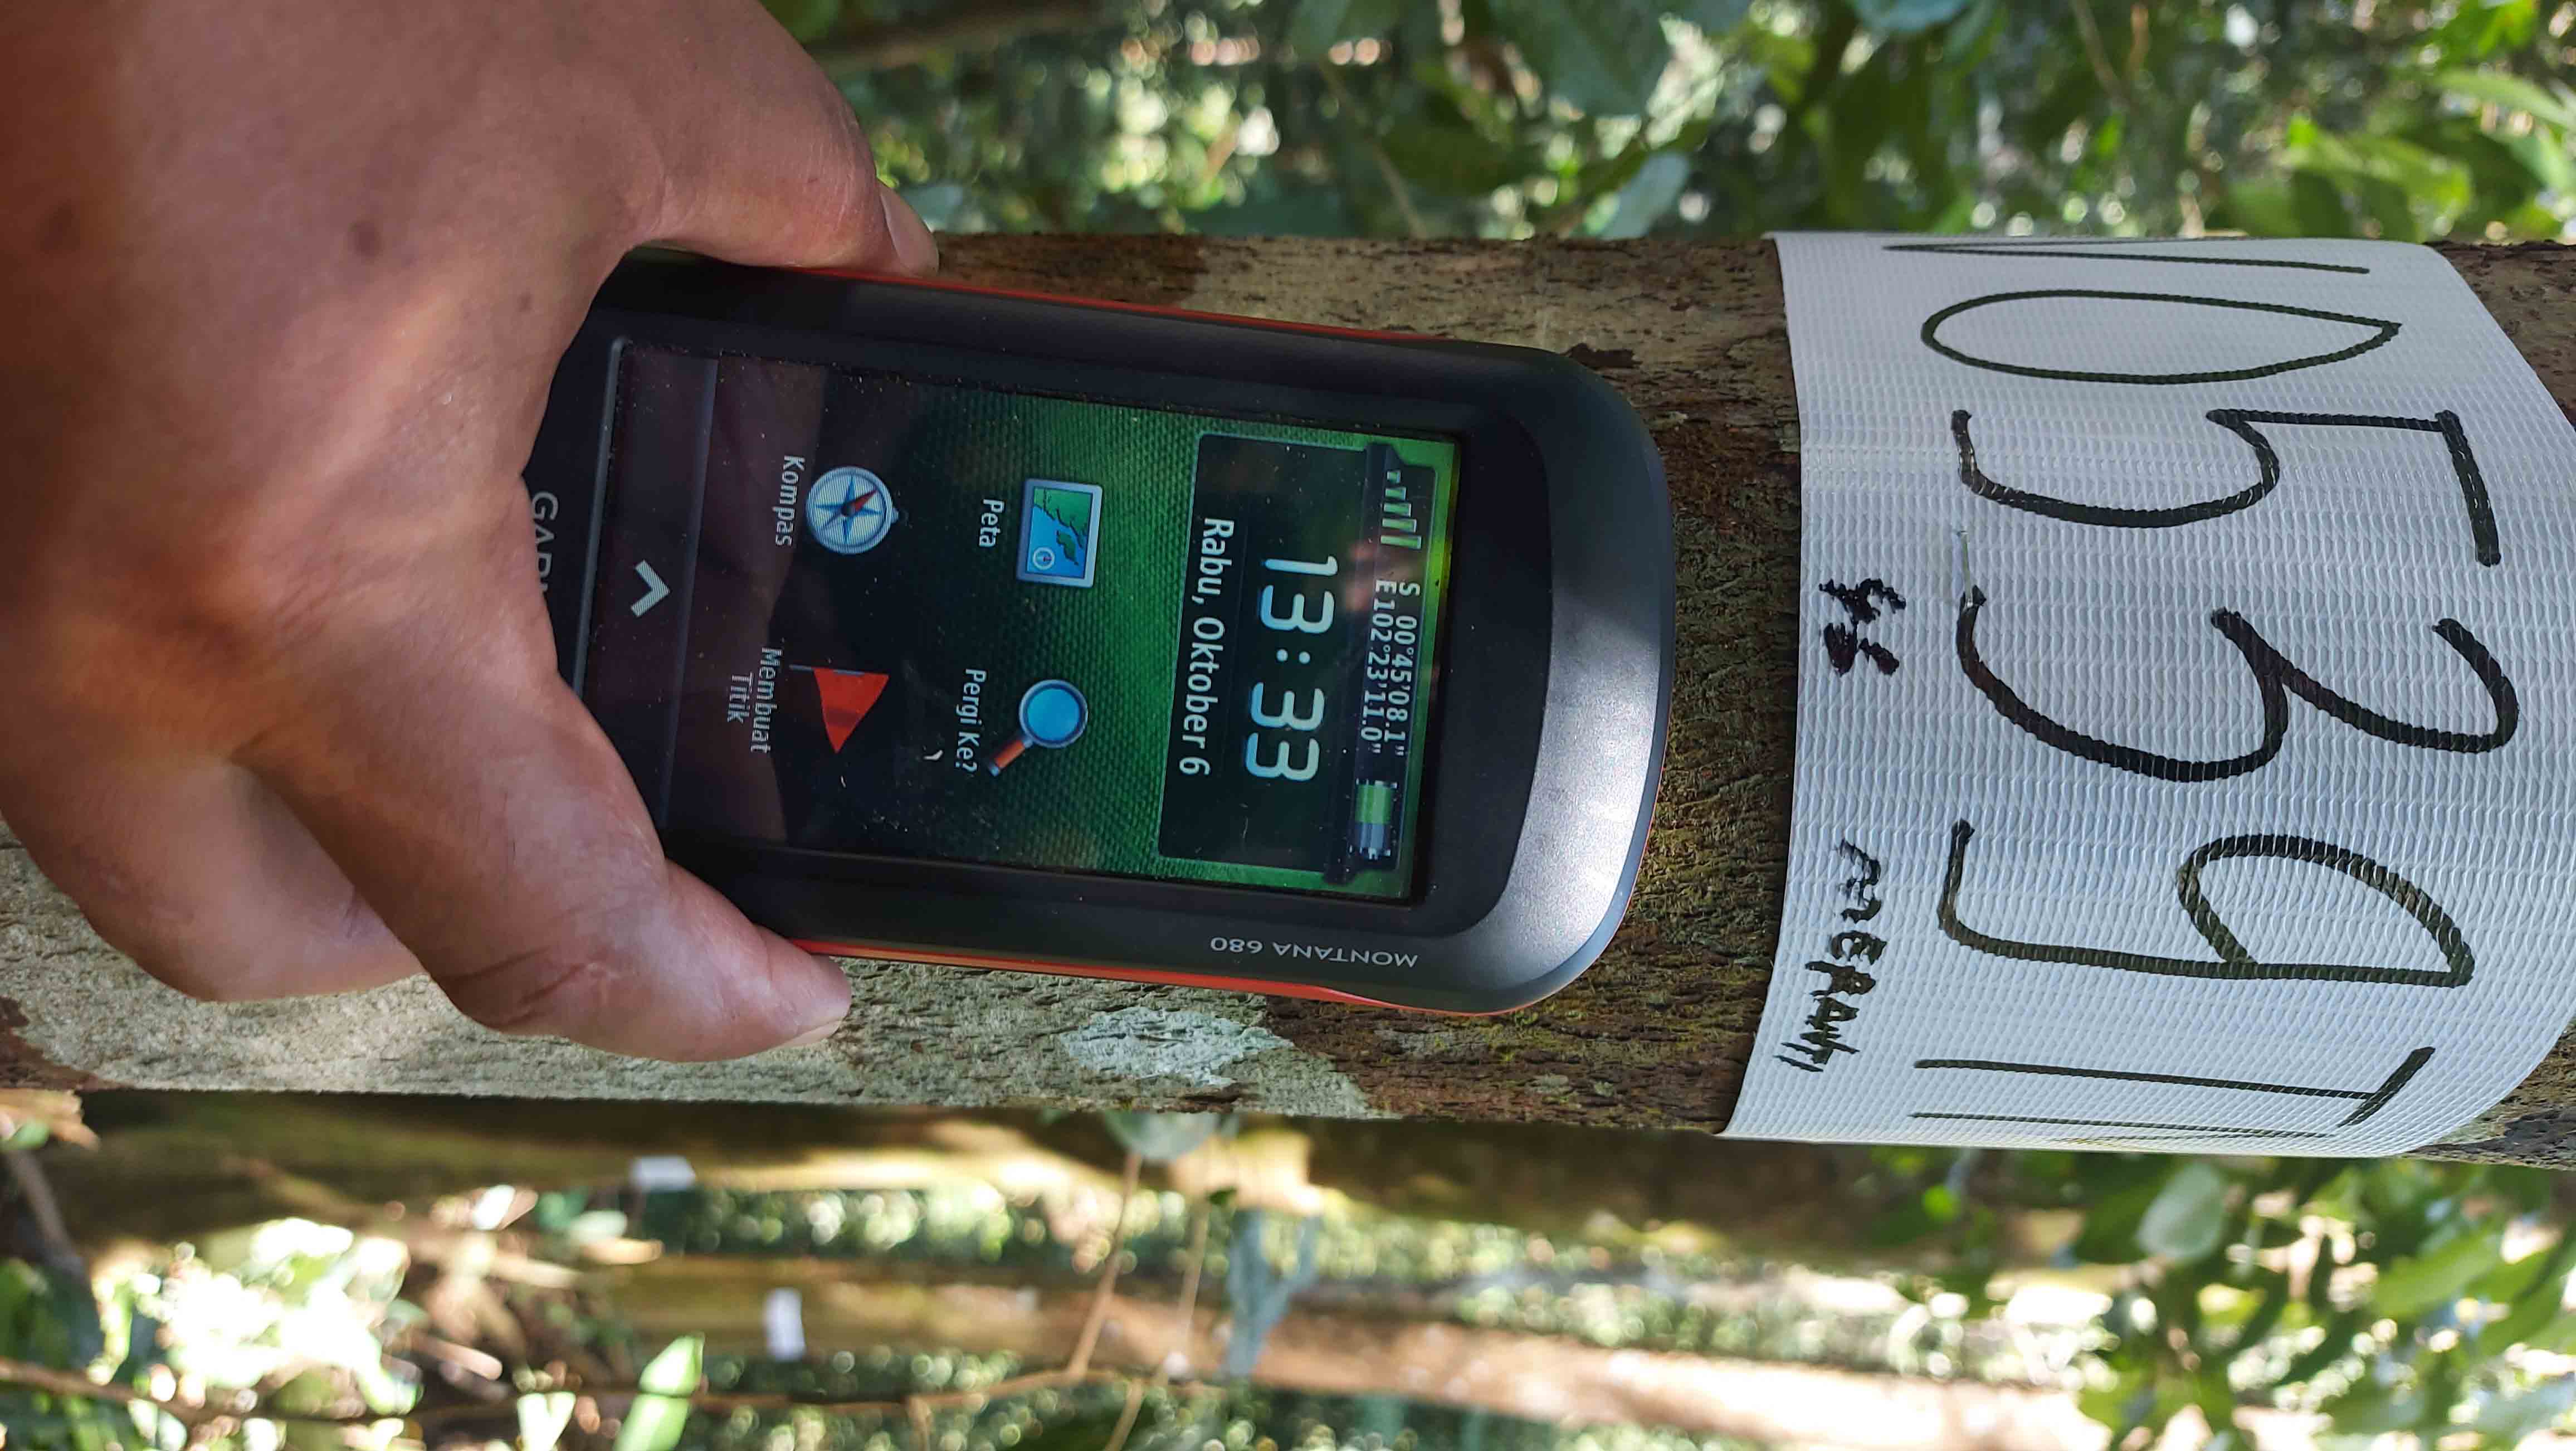 MONTANA 680
S 00°45'08.1"
E102°23'11.0"
13:33
Rabu, Oktober 6
Peta
Pergi Ke?
Kompas
Membuat
Titik
0539
MERANTI